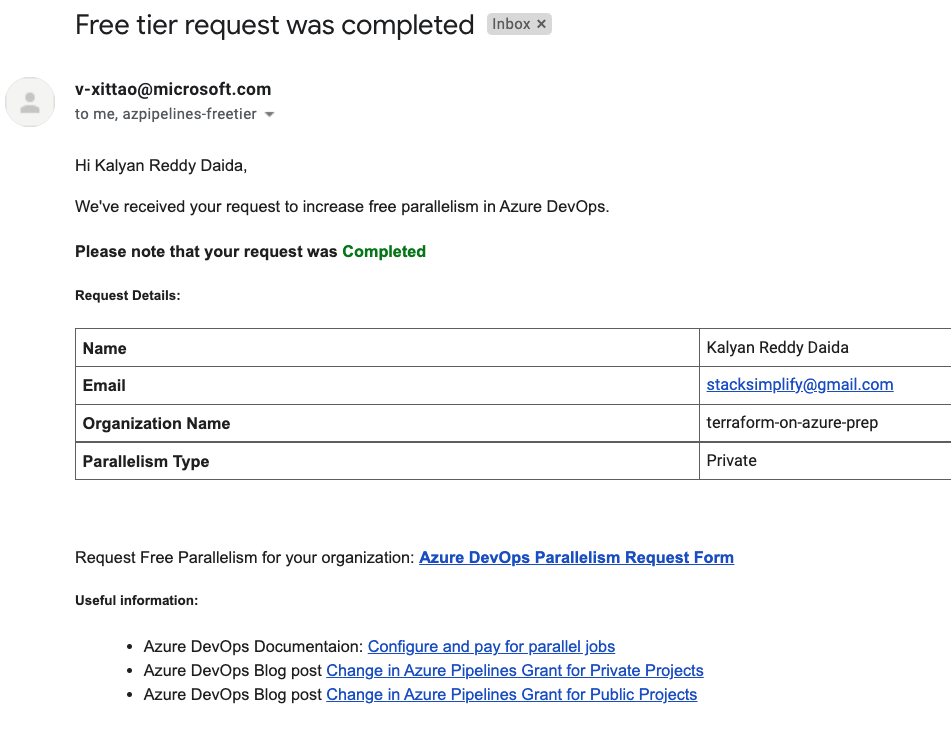 Free tier request was completed Inbox ×
v-xittao@microsoft.com
to me, azpipelines-freetier
Hi Kalyan Reddy Daida,
We've received your request to increase free parallelism in Azure DevOps.
Please note that your request was Completed
Request Details:
Name Kalyan Reddy Daida
Email stacksimplify@gmail.com
Organization Name terraform-on-azure-prep
Parallelism Type Private
Request Free Parallelism for your organization: Azure DevOps Parallelism Request Form
Useful information:
• Azure DevOps Documentaion: Configure and pay for parallel jobs
• Azure DevOps Blog post Change in Azure Pipelines Grant for Private Projects
• Azure DevOps Blog post Change in Azure Pipelines Grant for Public Projects